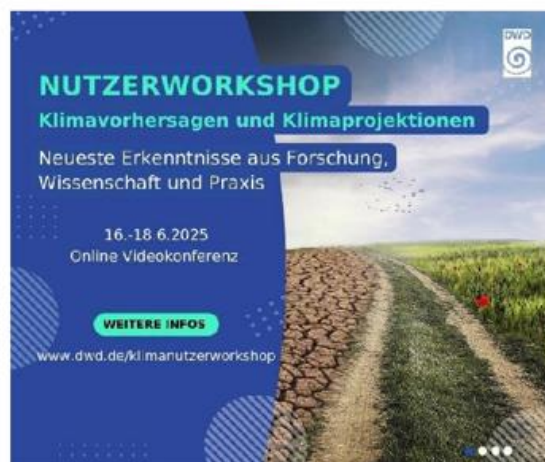 DWD
NUTZERWORKSHOP
Klimavorhersagen und Klimaprojektionen
Neueste Erkenntnisse aus Forschung,
Wissenschaft und Praxis
16.-18 6.2025
Online Videokonferenz
WEITERE INFOS
www.dwd.de/klimanutzerworkshop